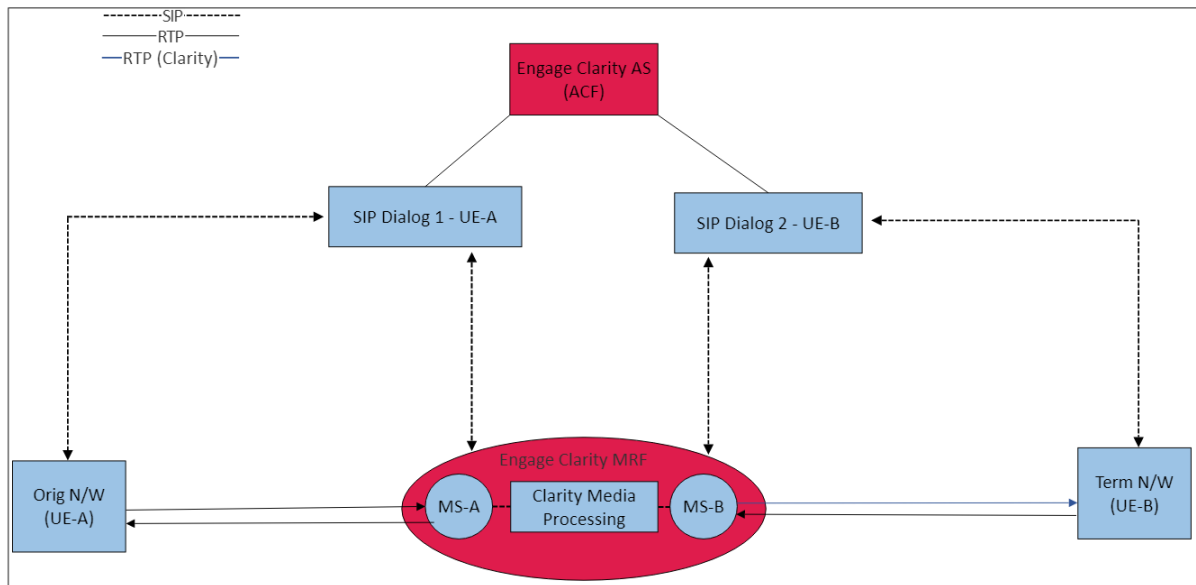 SIP
RTP
RTP (Clarity)
Engage Clarity AS
(ACF)
SIP Dialog 1 - UE-A
SIP Dialog 2 - UE-B
Engage Clarity MRF
Orig N/W
(UE-A)
MS-A
Clarity Media
Processing
MS-B
Term N/W
(UE-B)